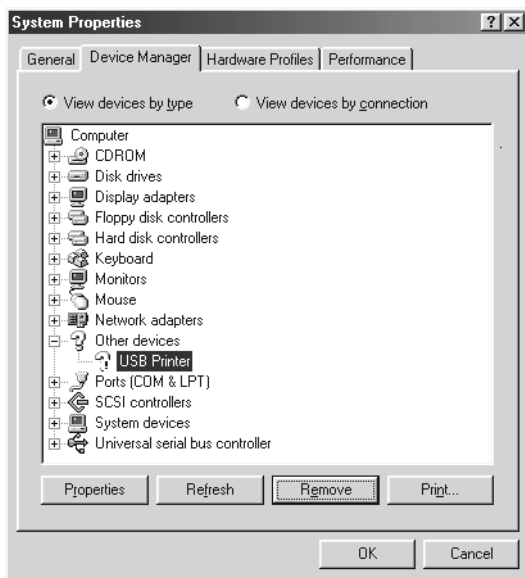 System Properties
General Device Manager Hardware Profiles Performance
View devices by type View devices by connection
Computer
CDROM
Disk drives
Display adapters
Floppy disk controllers
Hard disk controllers
Keyboard
Monitors
Mouse
Network adapters
Other devices
USB Printer
Ports (COM & LPT)
SCSI controllers
System devices
Universal serial bus controller
Properties Refresh Remove Print...
OK Cancel